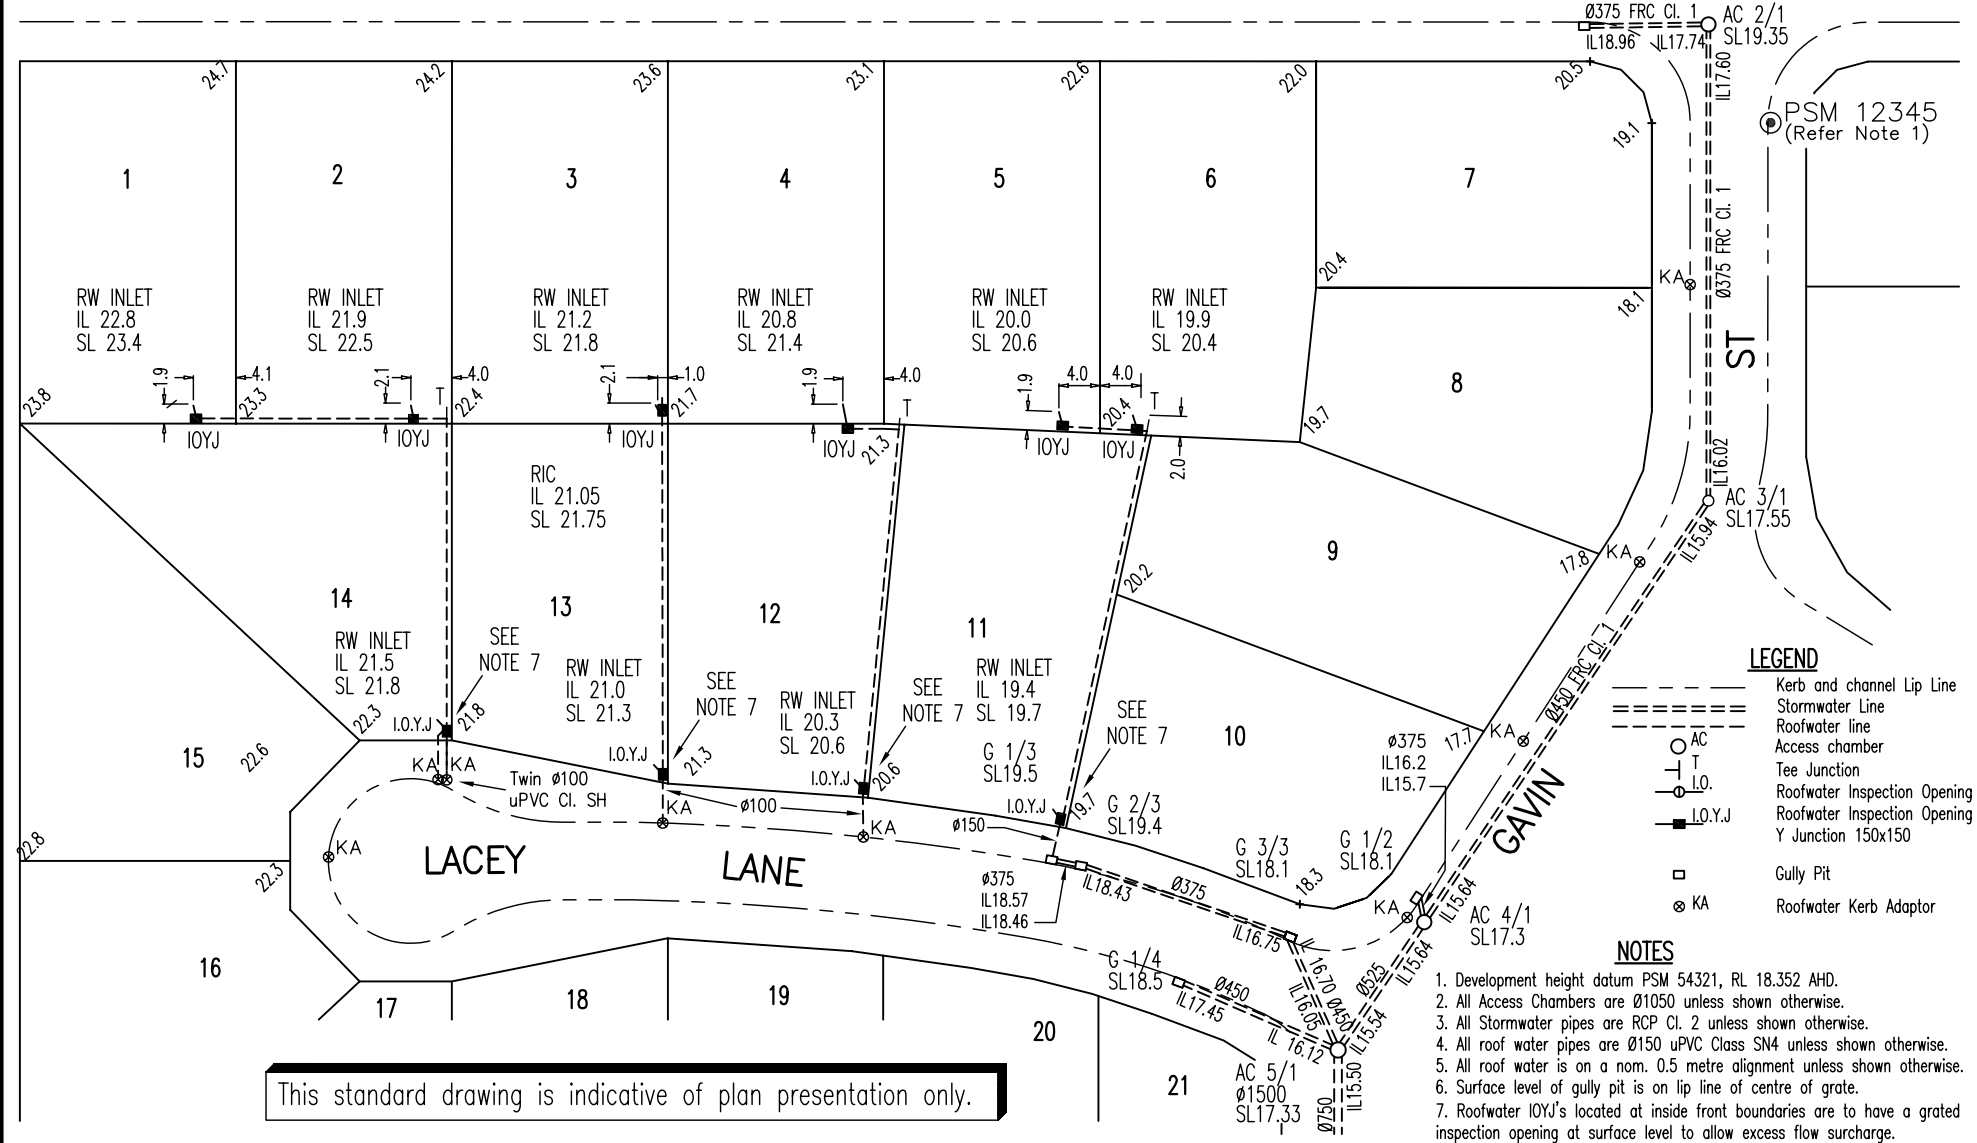 Ø375 FRC Cl. 1
AC 2/1
SL19.35
IL18.96
IL17.74
IL17.60
24.7
24.2
23.6
23.1
22.6
22.0
20.5
19.1
PSM 12345
(Refer Note 1)
1
2
3
4
5
6
7
Ø375 FRC Cl. 1
KA
20.4
18.1
RW INLET
IL 22.8
SL 23.4
RW INLET
IL 21.9
SL 22.5
RW INLET
IL 21.2
SL 21.8
RW INLET
IL 20.8
SL 21.4
RW INLET
IL 20.0
SL 20.6
RW INLET
IL 19.9
SL 20.4
ST
8
1.9
4.1
2.1
T
4.0
2.1
1.0
1.9
4.0
T
1.9
4.0
4.0
T
20.4
2.0
23.8
23.3
22.4
21.7
21.3
19.7
IOYJ
IOYJ
IOYJ
IOYJ
IOYJ
IOYJ
IL16.02
AC 3/1
SL17.55
IL15.94
RIC
IL 21.05
SL 21.75
9
17.8
KA
20.2
14
13
12
11
10
RW INLET
IL 21.5
SL 21.8
SEE
NOTE 7
RW INLET
IL 21.0
SL 21.3
SEE
NOTE 7
RW INLET
IL 20.3
SL 20.6
SEE
NOTE 7
RW INLET
IL 19.4
SL 19.7
SEE
NOTE 7
Ø450 FRC Cl. 1
KA
17.7
ø375
IL16.2
IL15.7
15
22.6
22.3
I.O.Y.J
21.8
I.O.Y.J
21.3
I.O.Y.J
20.6
I.O.Y.J
19.7
G 1/3
SL19.5
G 2/3
SL19.4
G 3/3
SL18.1
G 1/2
SL18.1
KA
KA
Twin ø100
uPVC Cl. SH
KA
ø100
KA
ø150
KA
22.8
22.3
LACEY
LANE
GAVIN
ø375
IL18.57
IL18.46
IL18.43
Ø375
IL16.75
18.3
KA
IL15.64
AC 4/1
SL17.3
IL15.64
Ø525
IL15.54
16.70
Ø450
IL16.05
G 1/4
SL18.5
IL17.45
Ø450
IL 16.12
16
17
18
19
20
21
AC 5/1
ø1500
SL17.33
Ø750
IL15.50
LEGEND
Kerb and channel Lip Line
Stormwater Line
Roofwater line
AC
Access chamber
T
Tee Junction
I.O.
Roofwater Inspection Opening
I.O.Y.J
Roofwater Inspection Opening
Y Junction 150x150
Gully Pit
KA
Roofwater Kerb Adaptor
NOTES
1. Development height datum PSM 54321, RL 18.352 AHD.
2. All Access Chambers are Ø1050 unless shown otherwise.
3. All Stormwater pipes are RCP Cl. 2 unless shown otherwise.
4. All roof water pipes are Ø150 uPVC Class SN4 unless shown otherwise.
5. All roof water is on a nom. 0.5 metre alignment unless shown otherwise.
6. Surface level of gully pit is on lip line of centre of grate.
7. Roofwater IOYJ's located at inside front boundaries are to have a grated
inspection opening at surface level to allow excess flow surcharge.
This standard drawing is indicative of plan presentation only.